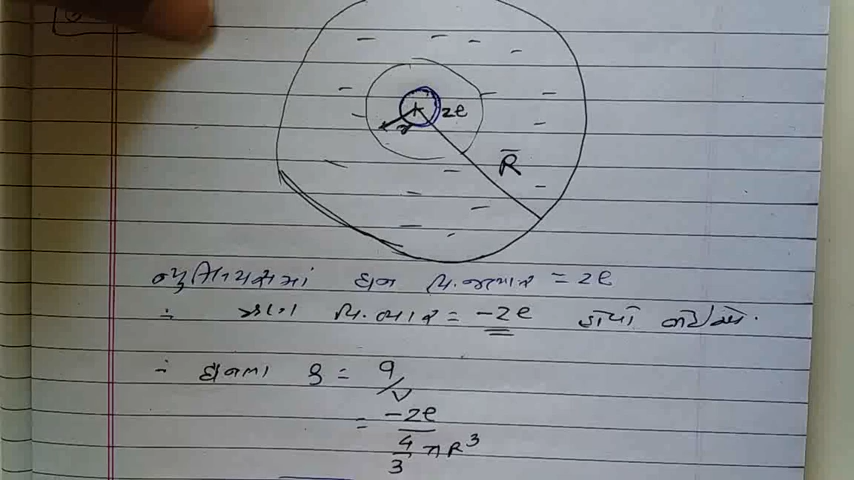 ze
r
R̄
ન્યુક્લિયસમાં ધન વિ.ભાર = ze
∴ ઋણ વિ.ભાર = -ze હોવો જોઈએ.
∴ ઘનતા ρ = q/V
= -ze / (4/3 πR³)